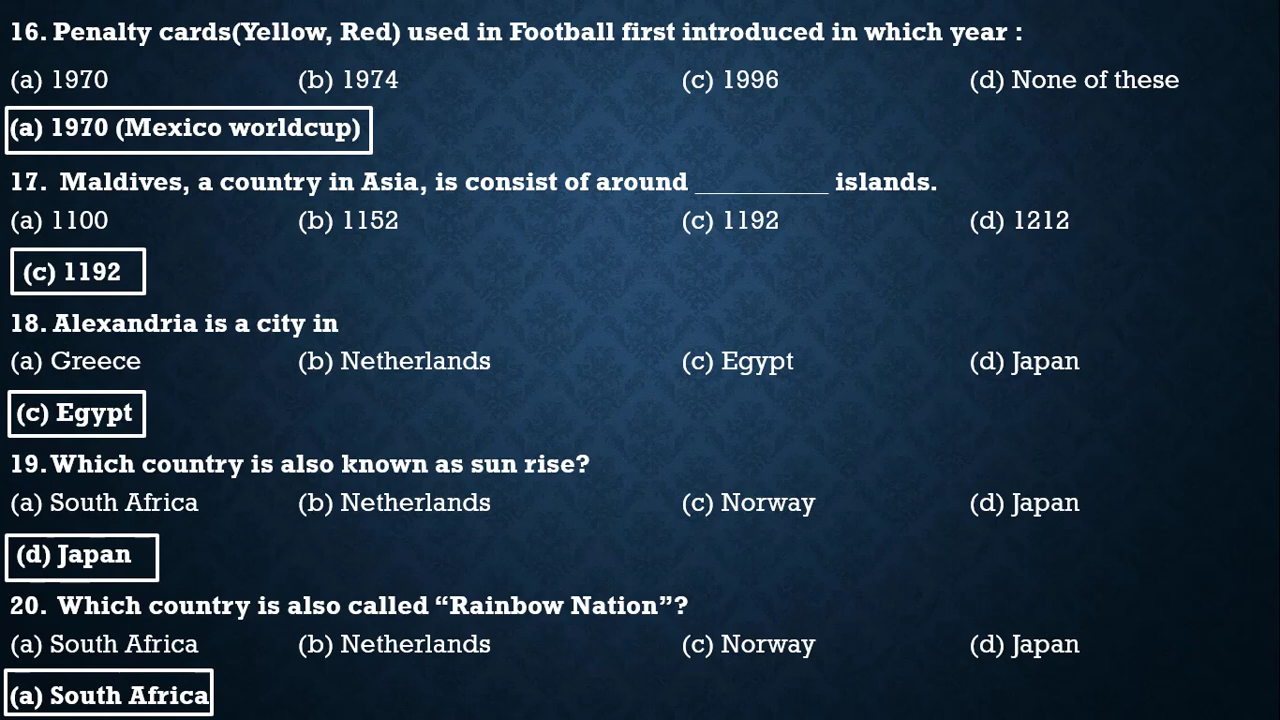 16. Penalty cards(Yellow, Red) used in Football first introduced in which year :
(a) 1970 (b) 1974 (c) 1996 (d) None of these
(a) 1970 (Mexico worldcup)
17. Maldives, a country in Asia, is consist of around __________ islands.
(a) 1100 (b) 1152 (c) 1192 (d) 1212
(c) 1192
18. Alexandria is a city in
(a) Greece (b) Netherlands (c) Egypt (d) Japan
(c) Egypt
19. Which country is also known as sun rise?
(a) South Africa (b) Netherlands (c) Norway (d) Japan
(d) Japan
20. Which country is also called “Rainbow Nation”?
(a) South Africa (b) Netherlands (c) Norway (d) Japan
(a) South Africa